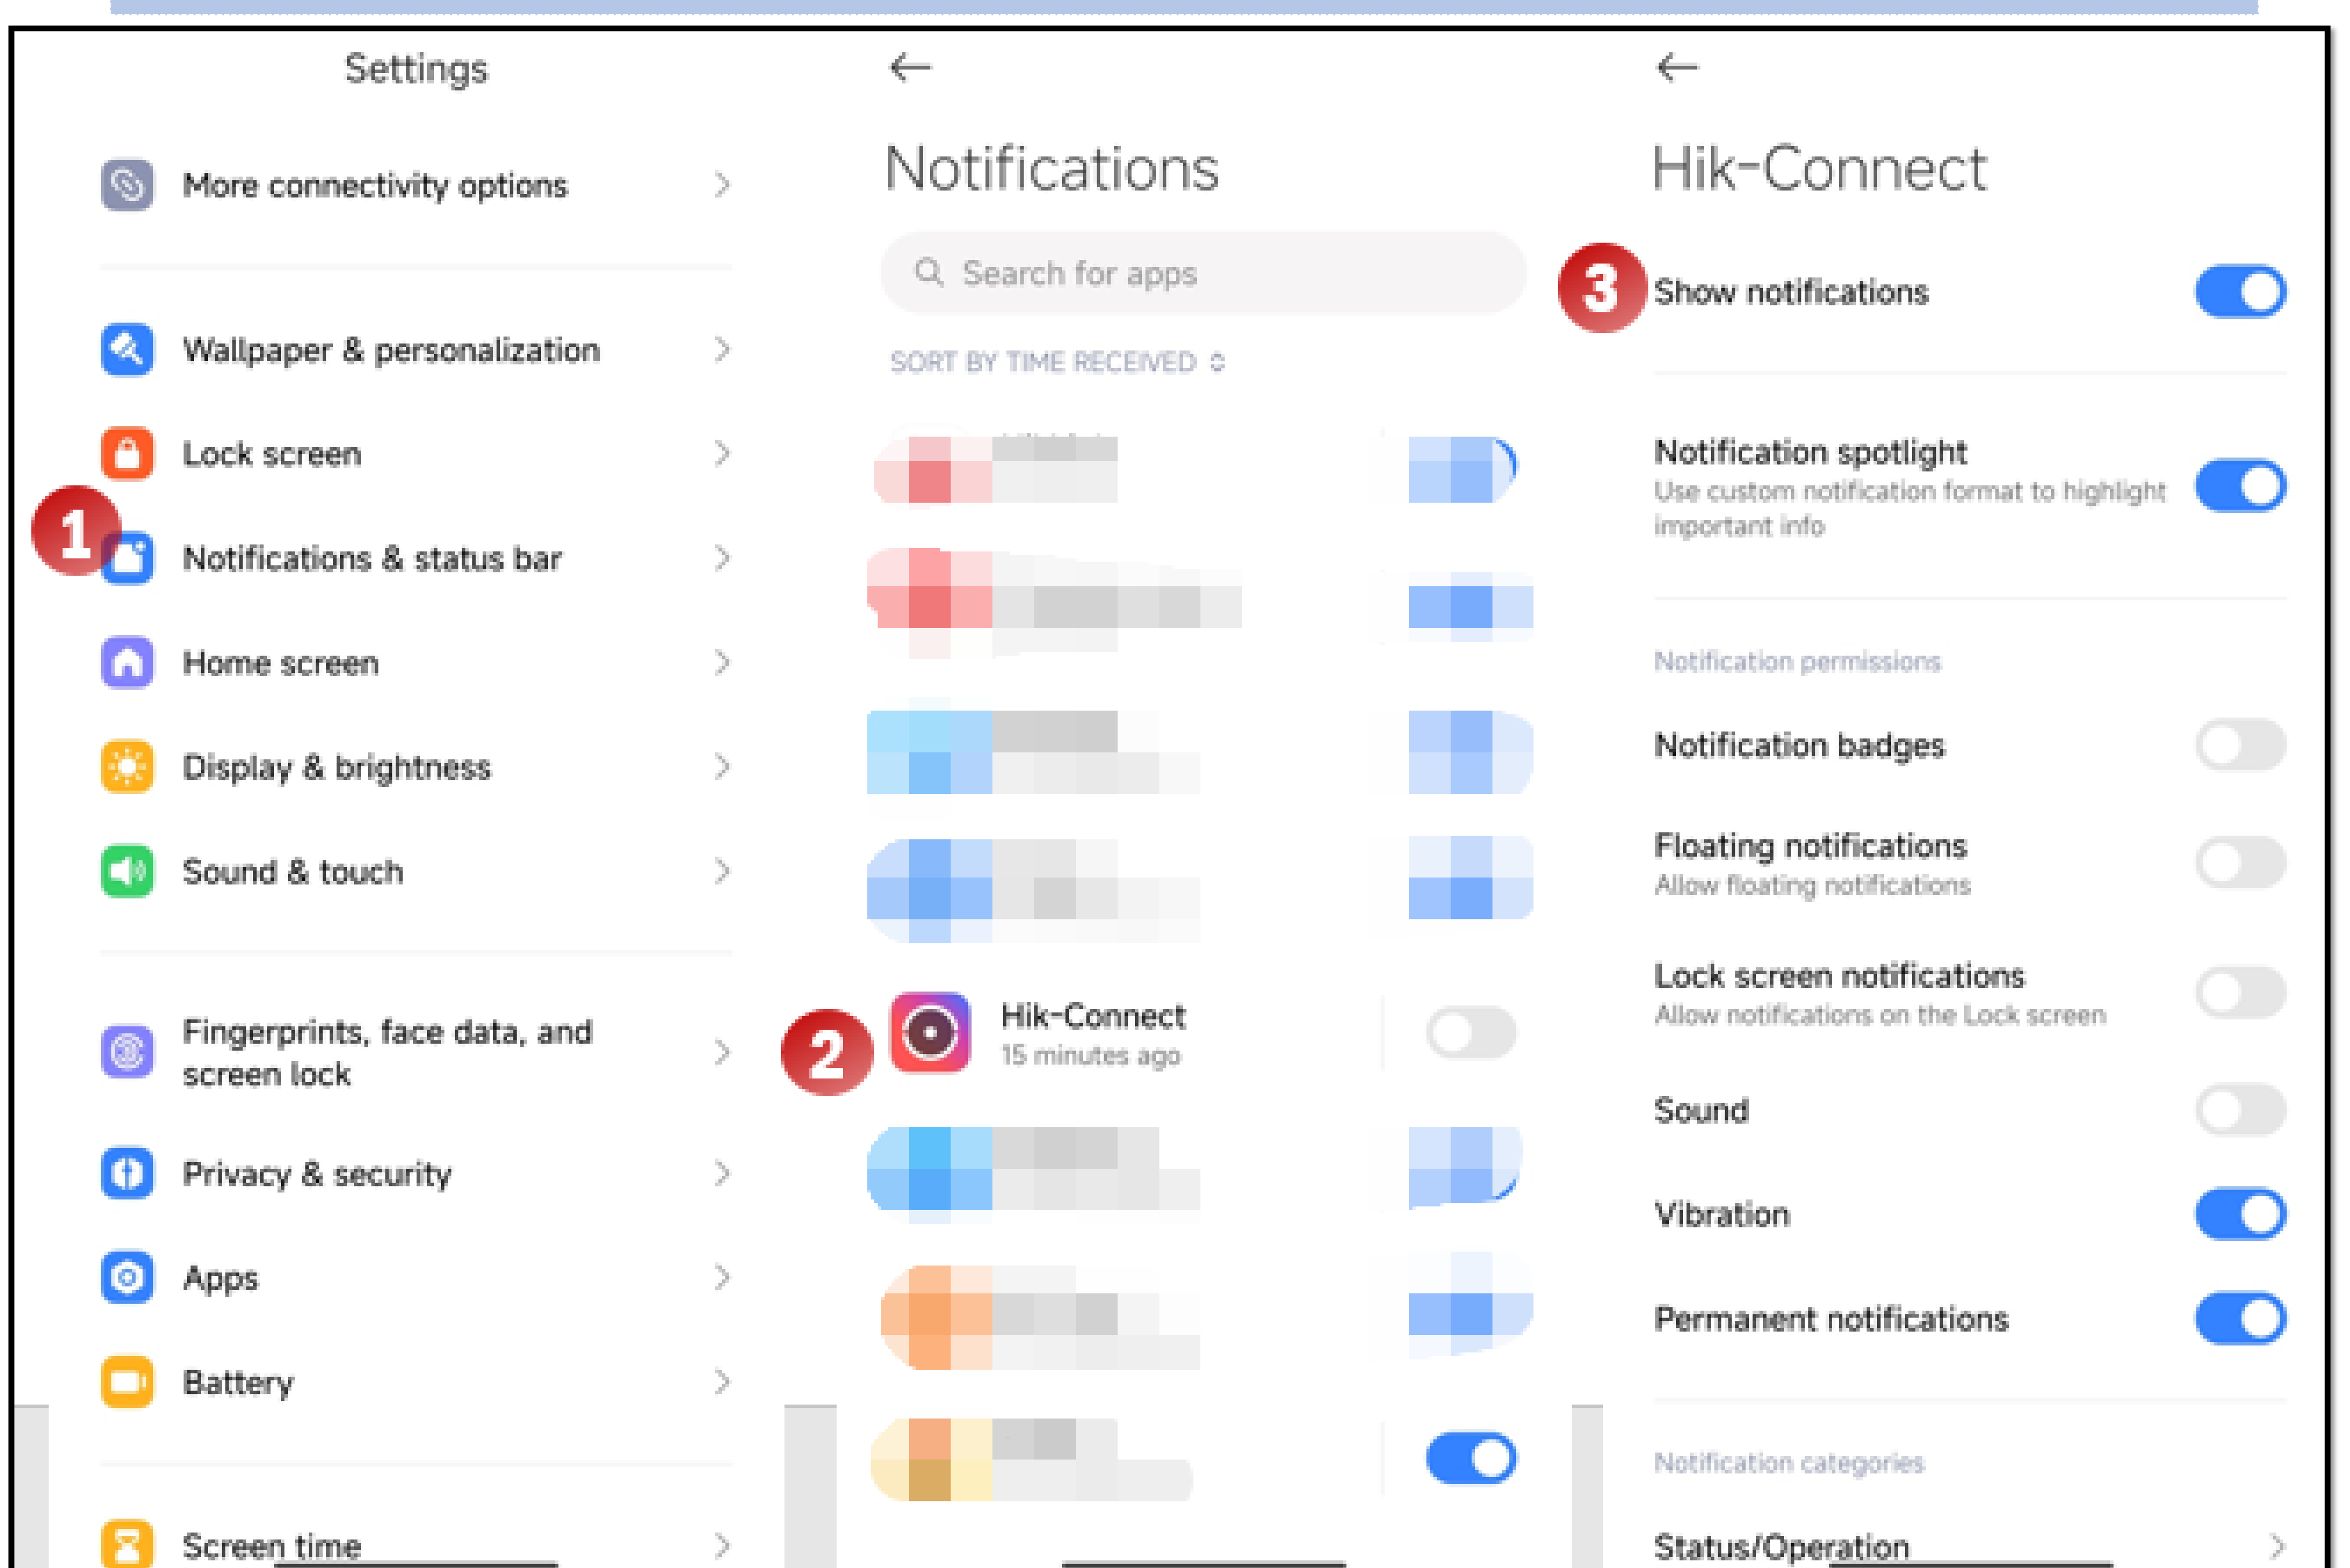 Settings
More connectivity options
Wallpaper & personalization
Lock screen
1
Notifications & status bar
Home screen
Display & brightness
Sound & touch
Fingerprints, face data, and
screen lock
Privacy & security
Apps
Battery
Screen time
Notifications
Search for apps
SORT BY TIME RECEIVED
2
Hik-Connect
15 minutes ago
Hik-Connect
3
Show notifications
Notification spotlight
Use custom notification format to highlight
important info
Notification permissions
Notification badges
Floating notifications
Allow floating notifications
Lock screen notifications
Allow notifications on the Lock screen
Sound
Vibration
Permanent notifications
Notification categories
Status/Operation